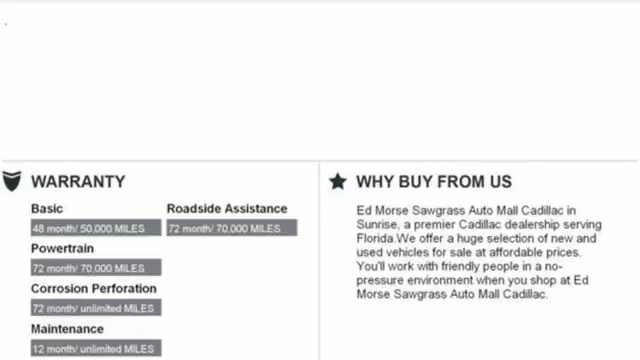 WARRANTY
Basic
48 month/ 50,000 MILES
Roadside Assistance
72 month/ 70,000 MILES
Powertrain
72 month/ 70,000 MILES
Corrosion Perforation
72 month/ unlimited MILES
Maintenance
12 month/ unlimited MILES
WHY BUY FROM US
Ed Morse Sawgrass Auto Mall Cadillac in
Sunrise, a premier Cadillac dealership serving
Florida.We offer a huge selection of new and
used vehicles for sale at affordable prices.
You'll work with friendly people in a no-
pressure environment when you shop at Ed
Morse Sawgrass Auto Mall Cadillac.